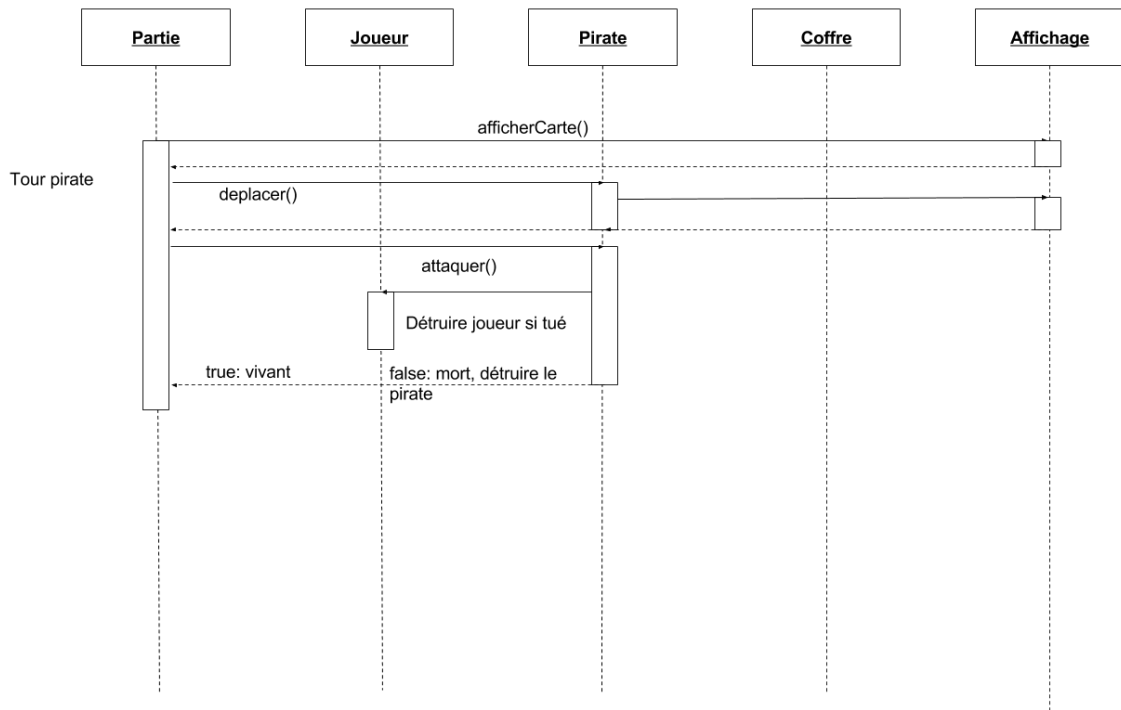 Partie
Joueur
Pirate
Coffre
Affichage
afficherCarte()
Tour pirate
deplacer()
attaquer()
Détruire joueur si tué
true: vivant
false: mort, détruire le
pirate